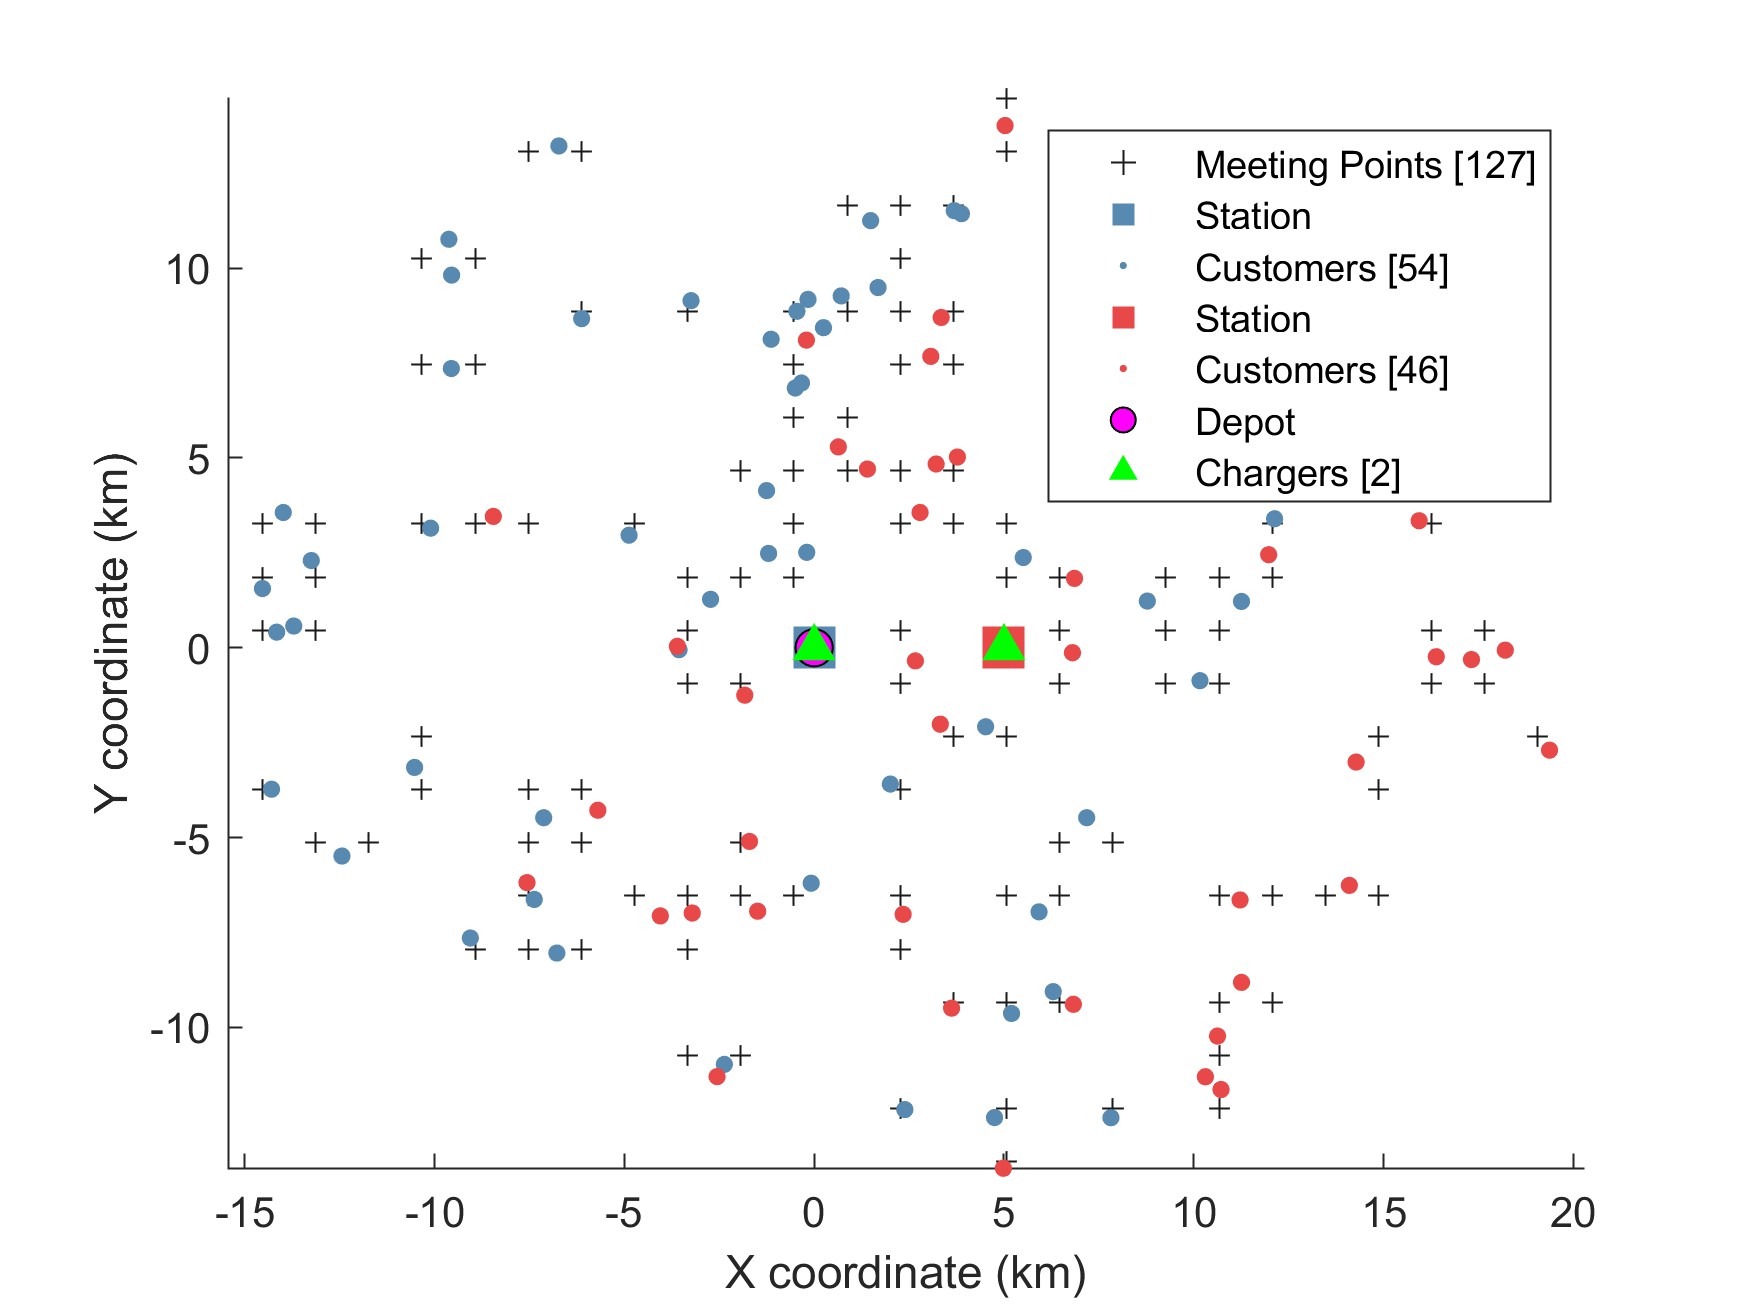 Meeting Points [127]
Station
Customers [54]
Station
Customers [46]
Depot
Chargers [2]
10
5
0
-5
-10
Y coordinate (km)
-15 -10 -5 0 5 10 15 20
X coordinate (km)